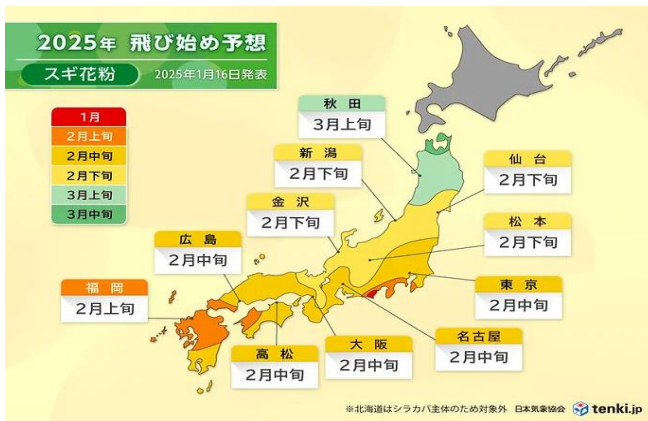 2025年 飛び始め予想
スギ花粉
2025年1月16日発表
1月
2月上旬
2月中旬
2月下旬
3月上旬
3月中旬
秋田
3月上旬
新潟
2月下旬
仙台
2月下旬
金沢
2月下旬
松本
2月下旬
広島
2月中旬
福岡
2月上旬
東京
2月中旬
名古屋
2月中旬
大阪
2月中旬
高松
2月中旬
※北海道はシラカバ主体のため対象外 日本気象協会 tenki.jp